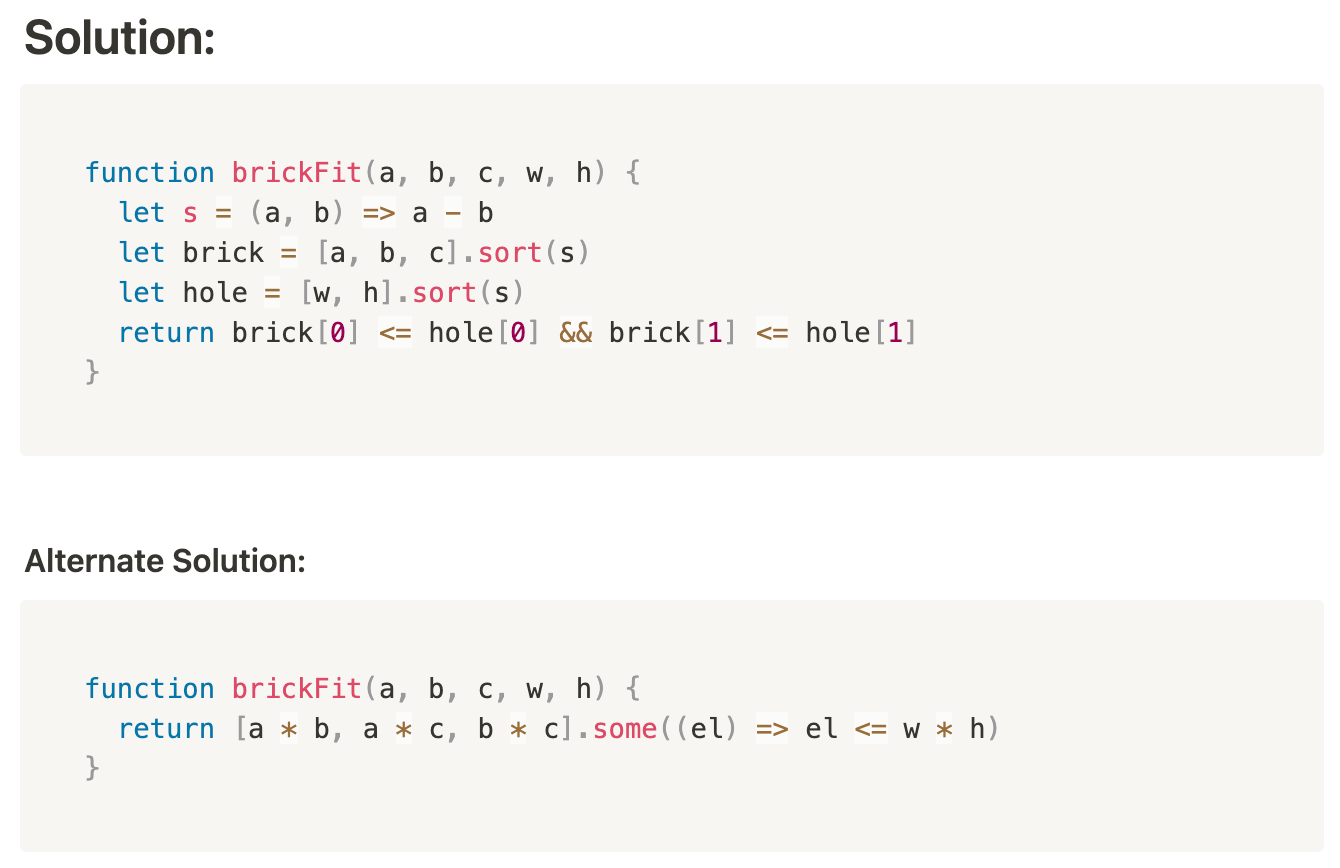 Solution:
function brickFit(a, b, c, w, h) {
  let s = (a, b) => a - b
  let brick = [a, b, c].sort(s)
  let hole = [w, h].sort(s)
  return brick[0] <= hole[0] && brick[1] <= hole[1]
}
Alternate Solution:
function brickFit(a, b, c, w, h) {
  return [a * b, a * c, b * c].some((el) => el <= w * h)
}